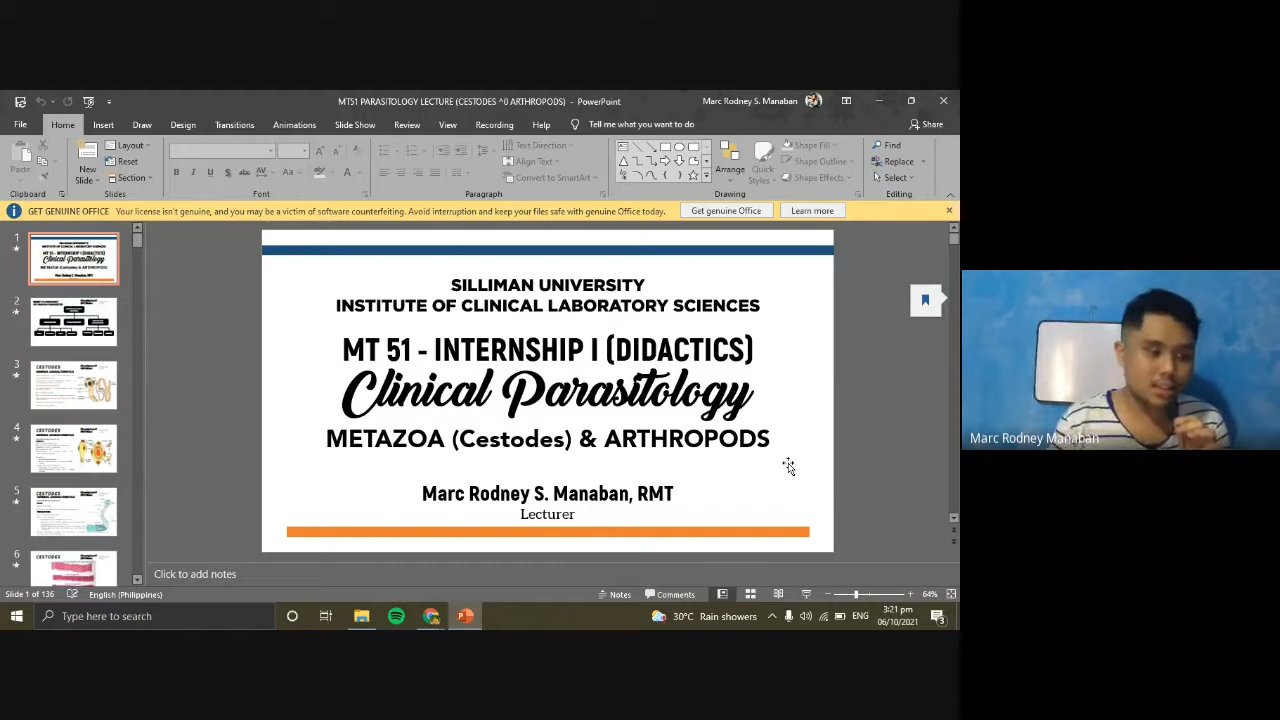 MT51 PARASITOLOGY LECTURE (CESTODES ^0 ARTHROPODS) - PowerPoint
Marc Rodney S. Manaban
File Home Insert Draw Design Transitions Animations Slide Show Review View Recording Help Tell me what you want to do Share
Paste
New
Slide
Layout
Reset
Section
Text Direction
Align Text
Convert to SmartArt
Arrange
Quick
Styles
Shape Fill
Shape Outline
Shape Effects
Find
Replace
Select
Clipboard Slides Font Paragraph Drawing Editing
GET GENUINE OFFICE Your license isn't genuine, and you may be a victim of software counterfeiting. Avoid interruption and keep your files safe with genuine Office today. Get genuine Office Learn more
1
2
3
4
5
6
CESTODES
CESTODES
CESTODES
CESTODES
SILLIMAN UNIVERSITY
INSTITUTE OF CLINICAL LABORATORY SCIENCES
MT 51 - INTERNSHIP I (DIDACTICS)
Clinical Parasitology
METAZOA (Cestodes) & ARTHROPODS
Marc Rodney S. Manaban, RMT
Lecturer
Click to add notes
Slide 1 of 136 English (Philippines) Notes Comments 64%
Type here to search
30°C Rain showers ENG
3:21 pm
06/10/2021
3
Marc Rodney Manaban